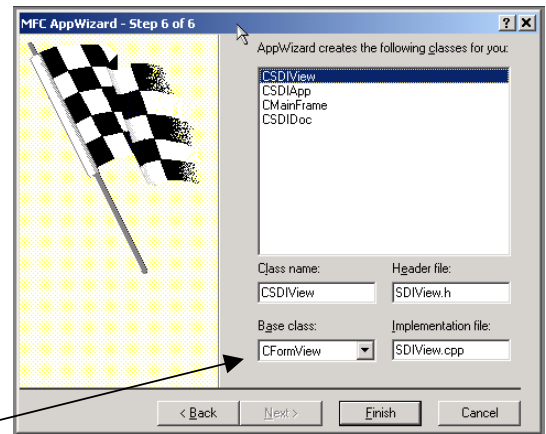 MFC AppWizard - Step 6 of 6
AppWizard creates the following classes for you:
CSDIView
CSDIApp
CMainFrame
CSDIDoc
Class name:
Header file:
CSDIView
SDIView.h
Base class:
Implementation file:
CFormView
SDIView.cpp
< Back
Next >
Finish
Cancel